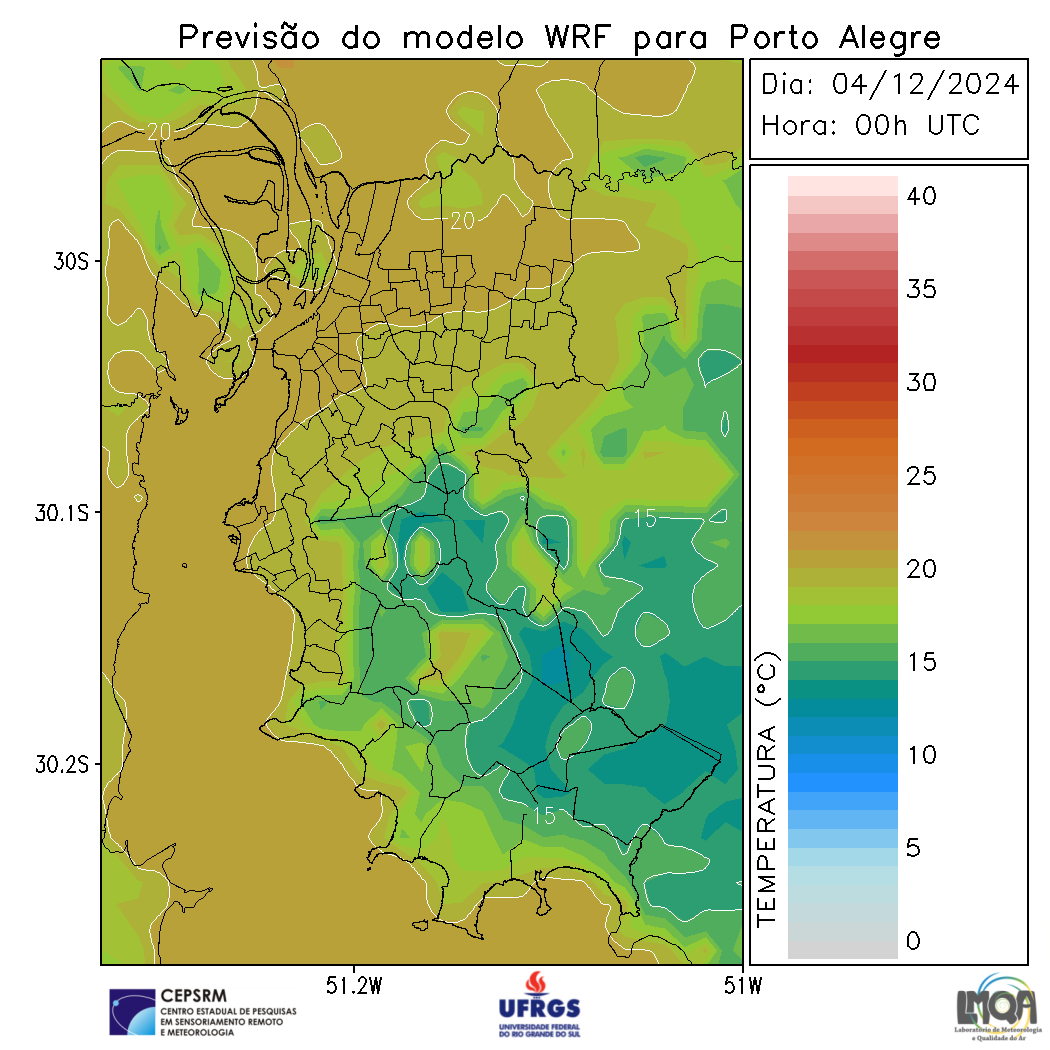 Previsão do modelo WRF para Porto Alegre
Dia: 04/12/2024
Hora: 00h UTC
40
35
30
25
20
15
10
5
0
TEMPERATURA (°C)
20
20
15
15
30S
30.1S
30.2S
51.2W
51W
CEPSRM
CENTRO ESTADUAL DE PESQUISAS
EM SENSORIAMENTO REMOTO
E METEOROLOGIA
UFRGS
UNIVERSIDADE FEDERAL
DO RIO GRANDE DO SUL
LMQA
Laboratório de Meteorologia
e Qualidade do Ar